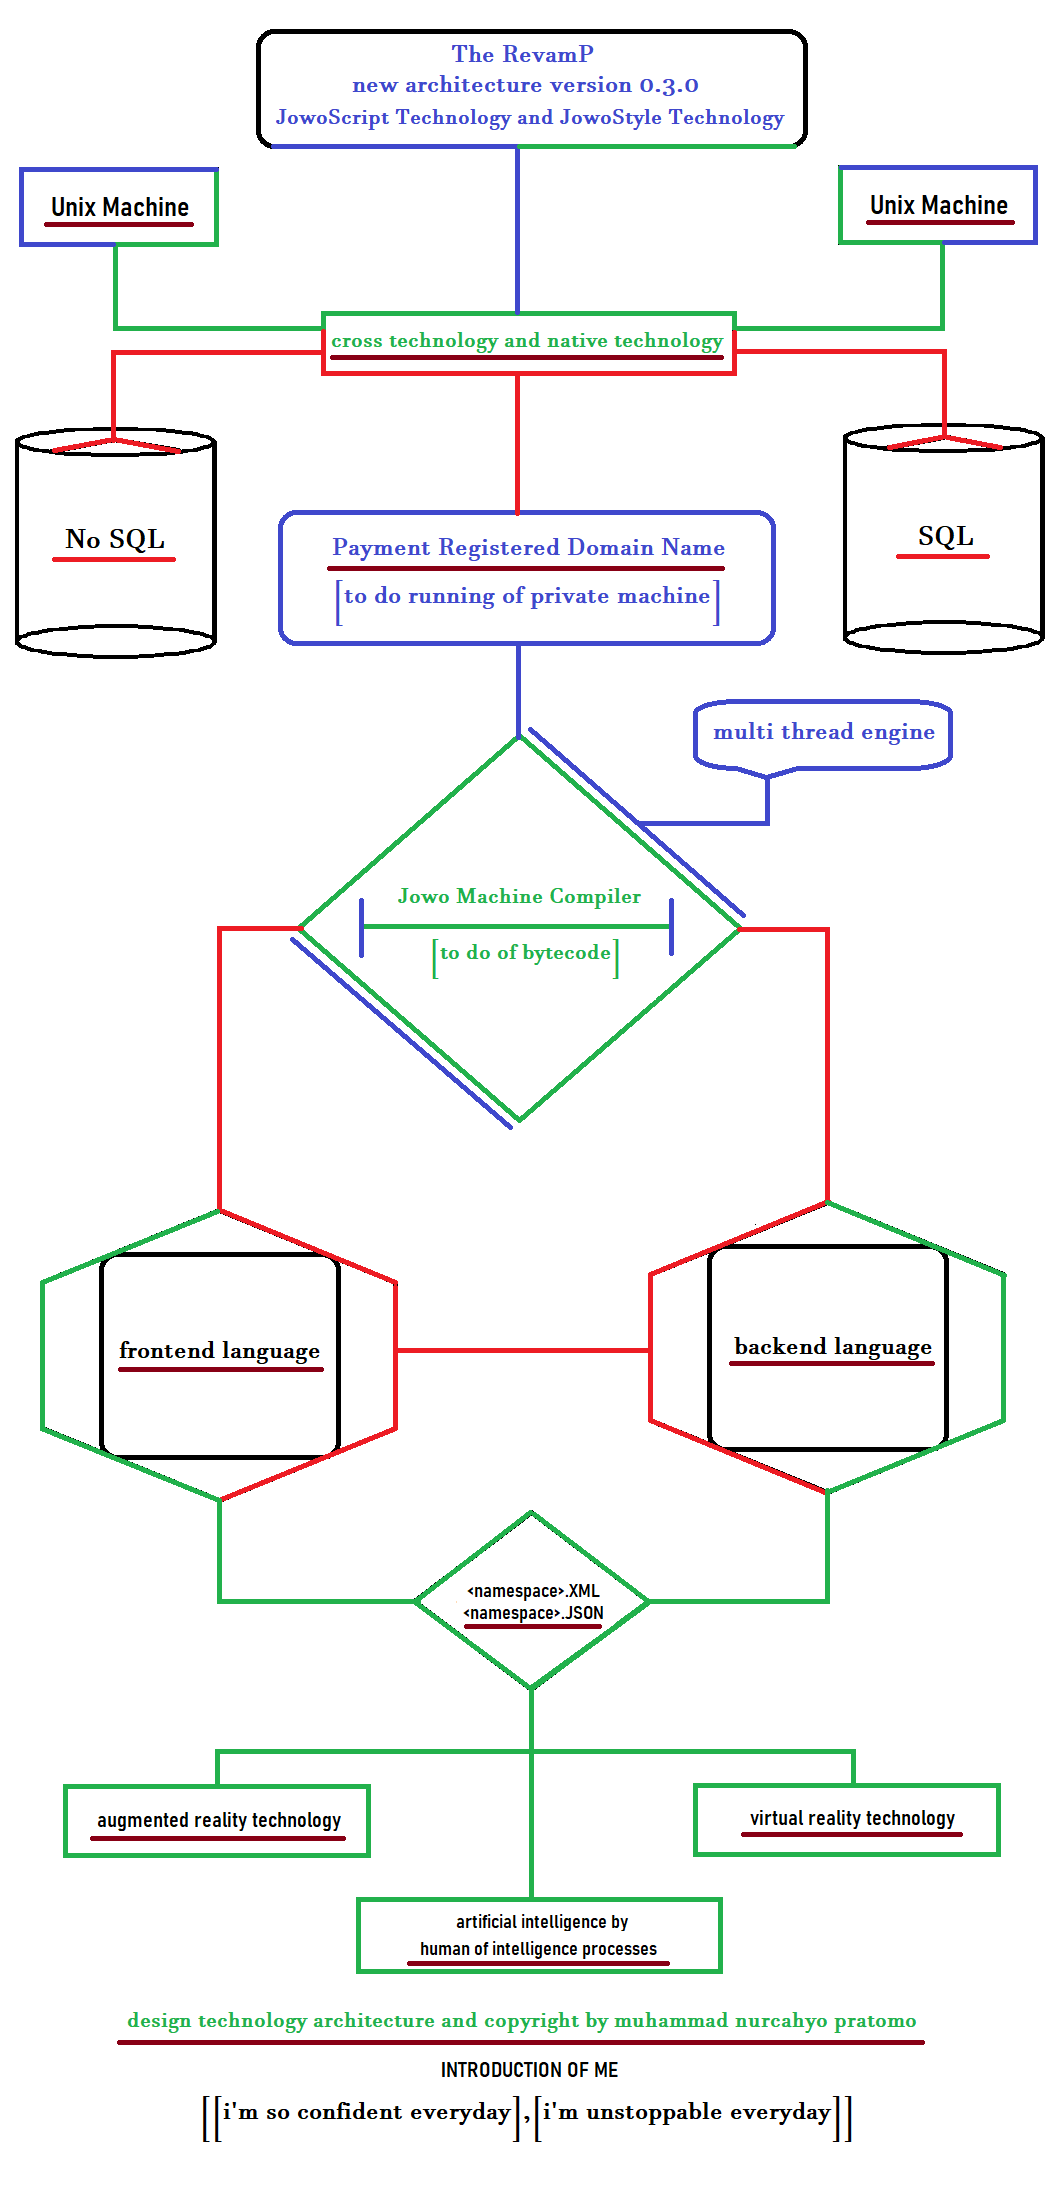 The RevamP
new architecture version 0.3.0
JowoScript Technology and JowoStyle Technology
Unix Machine
Unix Machine
cross technology and native technology
No SQL
SQL
Payment Registered Domain Name
[to do running of private machine]
multi thread engine
Jowo Machine Compiler
[to do of bytecode]
frontend language
backend language
<namespace>.XML
<namespace>.JSON
augmented reality technology
virtual reality technology
artificial intelligence by
human of intelligence processes
design technology architecture and copyright by muhammad nurcahyo pratomo
INTRODUCTION OF ME
[[i'm so confident everyday],[i'm unstoppable everyday]]